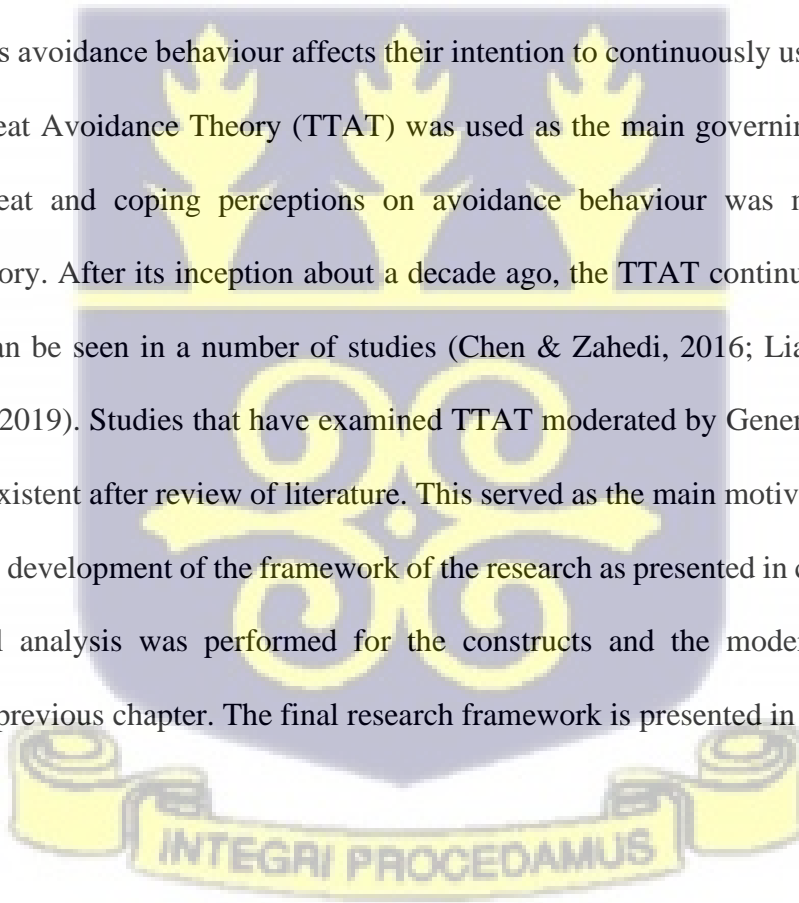 s avoidance behaviour affects their intention to continuously us
eat Avoidance Theory (TTAT) was used as the main governin
eat and coping perceptions on avoidance behaviour was
ory. After its inception about a decade ago, the TTAT continu
an be seen in a number of studies (Chen & Zahedi, 2016; Lia
2019). Studies that have examined TTAT moderated by Gener
xistent after review of literature. This served as the main motiv
development of the framework of the research as presented in
l analysis was performed for the constructs and the moder
previous chapter. The final research framework is presented in
INTEGRI PROCEDAMUS